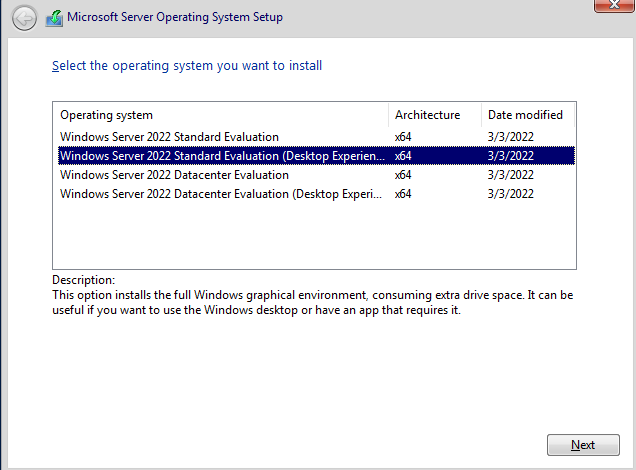 Microsoft Server Operating System Setup
Select the operating system you want to install
Operating system Architecture Date modified
Windows Server 2022 Standard Evaluation x64 3/3/2022
Windows Server 2022 Standard Evaluation (Desktop Experien... x64 3/3/2022
Windows Server 2022 Datacenter Evaluation x64 3/3/2022
Windows Server 2022 Datacenter Evaluation (Desktop Experi... x64 3/3/2022
Description:
This option installs the full Windows graphical environment, consuming extra drive space. It can be
useful if you want to use the Windows desktop or have an app that requires it.
Next